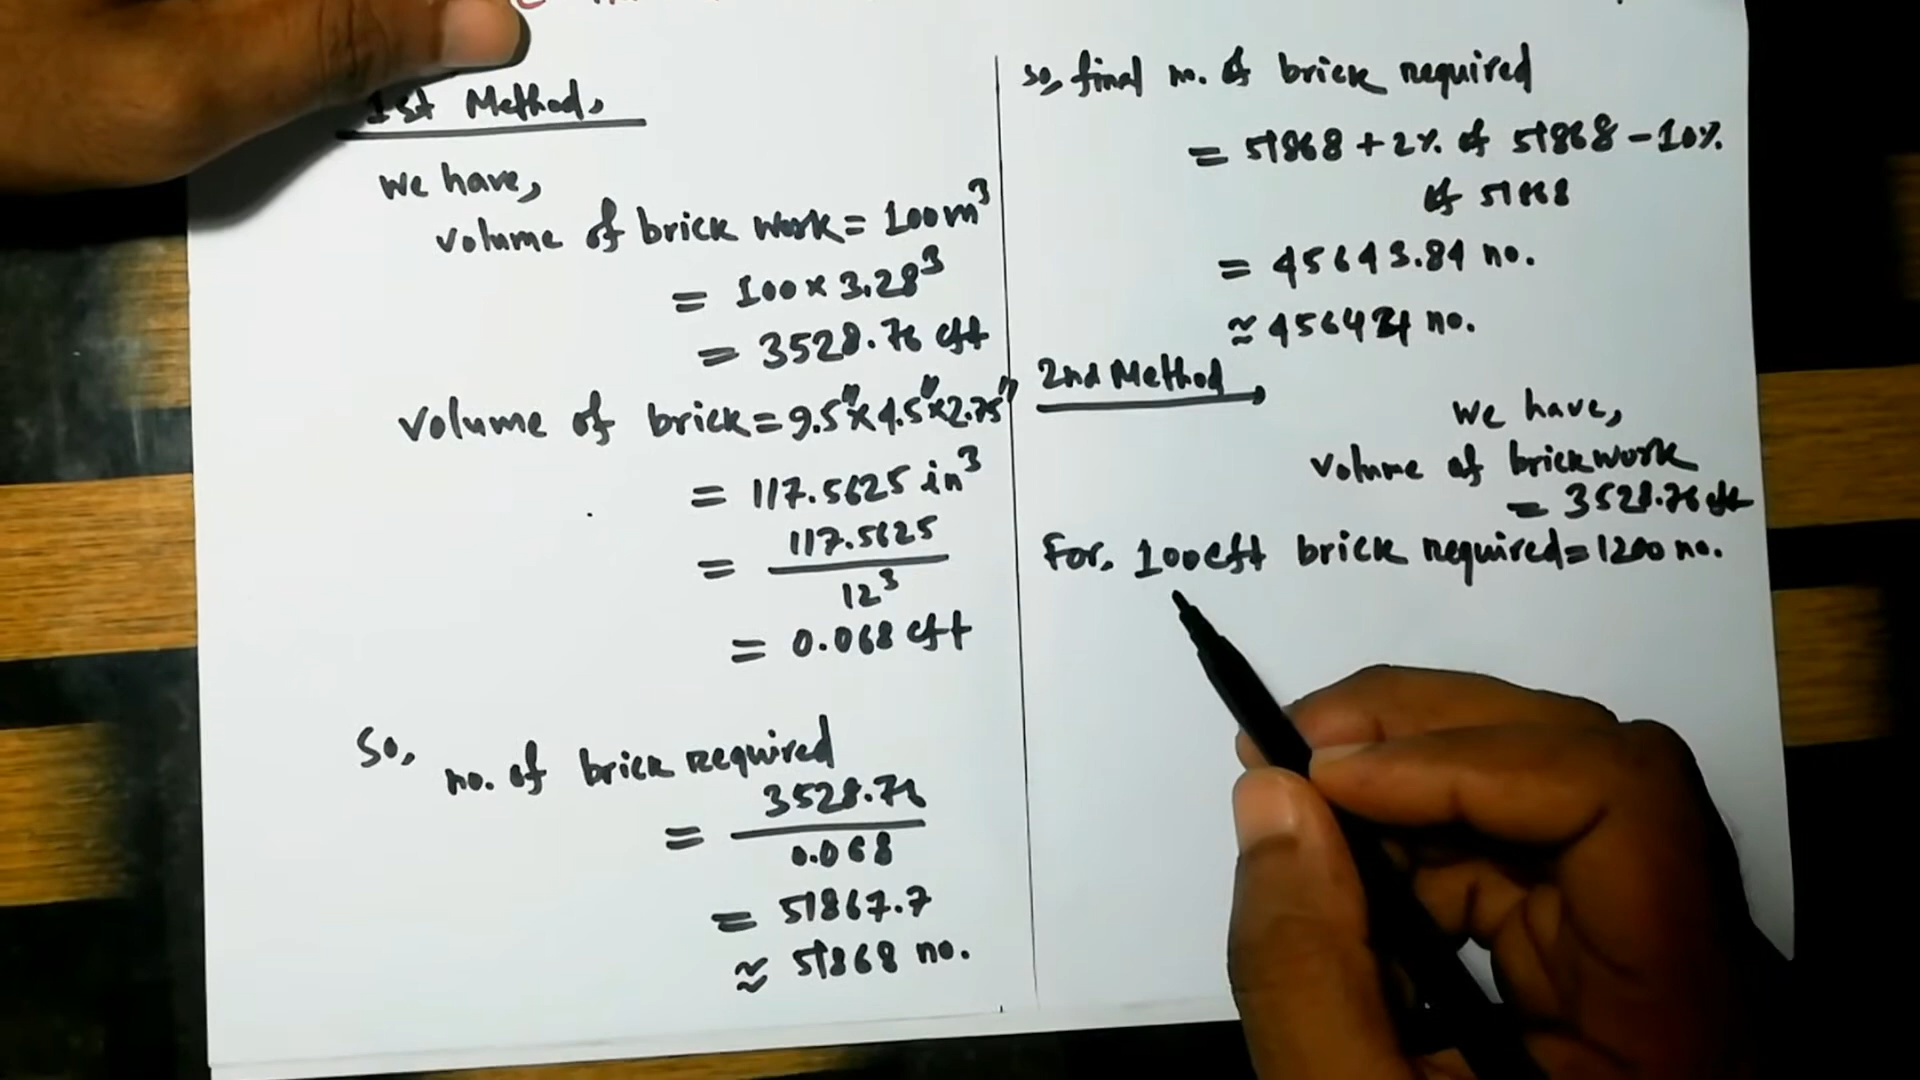 1st Method,
we have,
volume of brick work = 100m³
= 100 × 3.28³
= 3528.76 cft
volume of brick = 9.5" × 4.5" × 2.75"
= 117.5625 in³
= 117.5625
12³
= 0.068 cft
So,
no. of brick required
= 3528.76
0.068
= 51867.7
≈ 51868 no.
so, final no. of brick required
= 51868 + 2% of 51868 - 10%
of 51868
= 45643.84 no.
no.
2nd Method
we have,
volume of brickwork
= 3528.76 cft
For, 100 cft brick required = 1200 no.